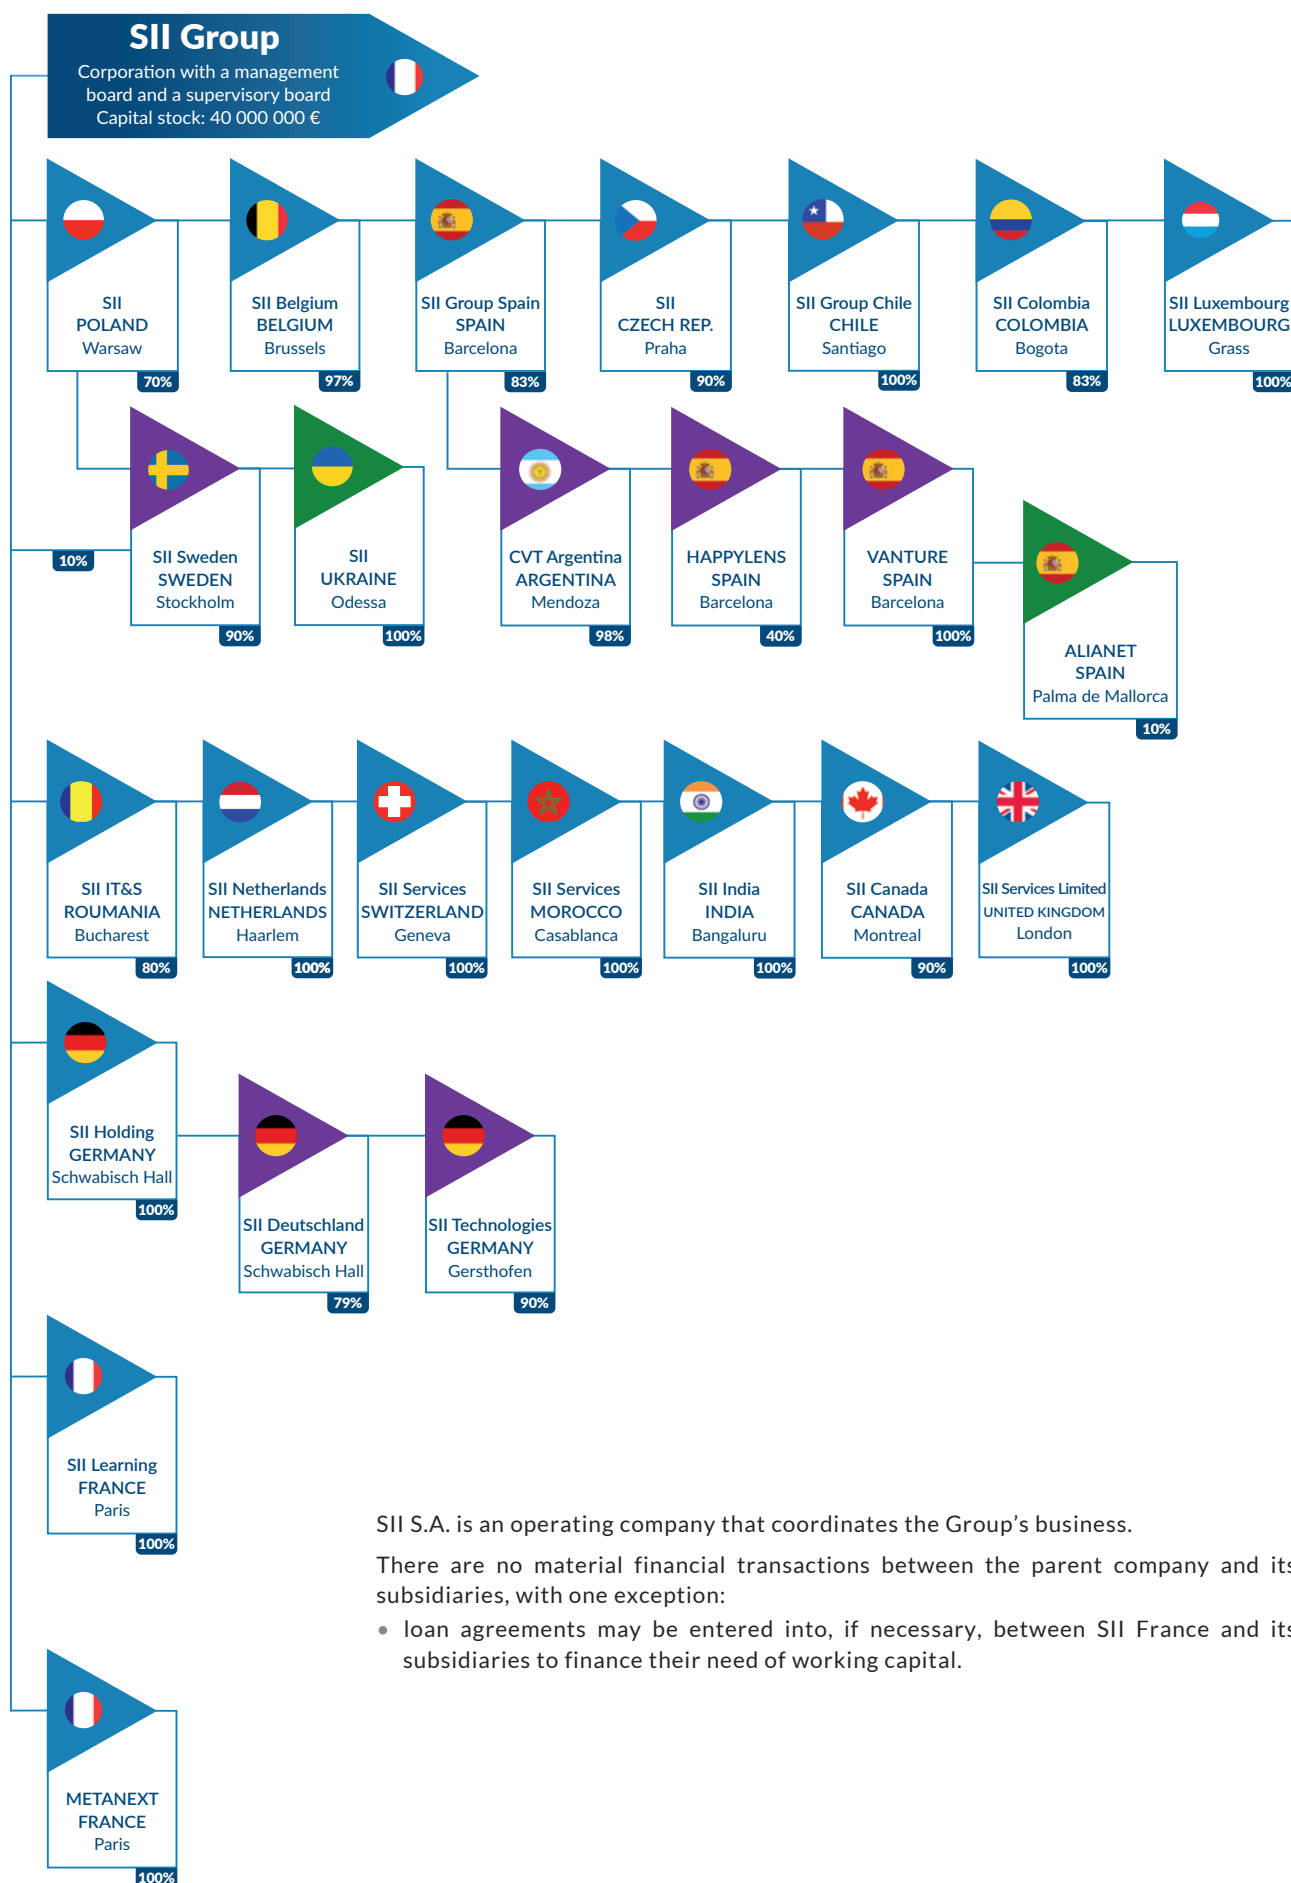 SII Group
Corporation with a management
board and a supervisory board
Capital stock: 40 000 000 €
SII
POLAND
Warsaw
70%
SII Belgium
BELGIUM
Brussels
97%
SII Group Spain
SPAIN
Barcelona
83%
SII
CZECH REP.
Praha
90%
SII Group Chile
CHILE
Santiago
100%
SII Colombia
COLOMBIA
Bogota
83%
SII Luxembourg
LUXEMBOURG
Grass
100%
10%
SII Sweden
SWEDEN
Stockholm
90%
SII
UKRAINE
Odessa
100%
CVT Argentina
ARGENTINA
Mendoza
98%
HAPPYLENS
SPAIN
Barcelona
40%
VANTURE
SPAIN
Barcelona
100%
ALIANET
SPAIN
Palma de Mallorca
10%
SII IT&S
ROUMANIA
Bucharest
80%
SII Netherlands
NETHERLANDS
Haarlem
100%
SII Services
SWITZERLAND
Geneva
100%
SII Services
MOROCCO
Casablanca
100%
SII India
INDIA
Bangaluru
100%
SII Canada
CANADA
Montreal
90%
SII Services Limited
UNITED KINGDOM
London
100%
SII Holding
GERMANY
Schwabisch Hall
100%
SII Deutschland
GERMANY
Schwabisch Hall
79%
SII Technologies
GERMANY
Gersthofen
90%
SII Learning
FRANCE
Paris
100%
SII S.A. is an operating company that coordinates the Group's business.
There are no material financial transactions between the parent company and its
subsidiaries, with one exception:
• loan agreements may be entered into, if necessary, between SII France and its
subsidiaries to finance their need of working capital.
METANEXT
FRANCE
Paris
100%